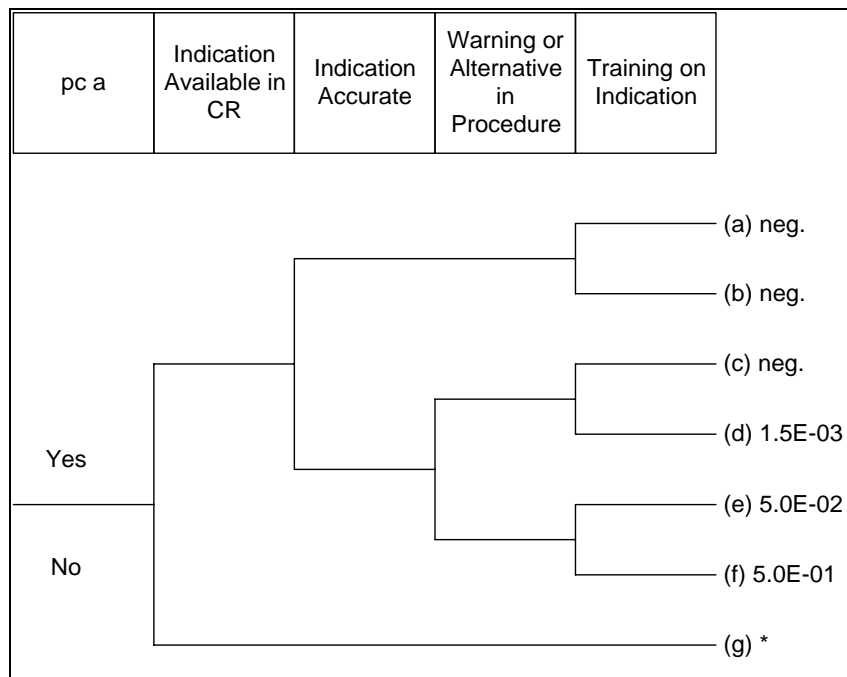 pc a
Indication
Available in
CR
Indication
Accurate
Warning or
Alternative
in
Procedure
Training on
Indication
(a) neg.
(b) neg.
(c) neg.
Yes
(d) 1.5E-03
(e) 5.0E-02
No
(f) 5.0E-01
(g) *